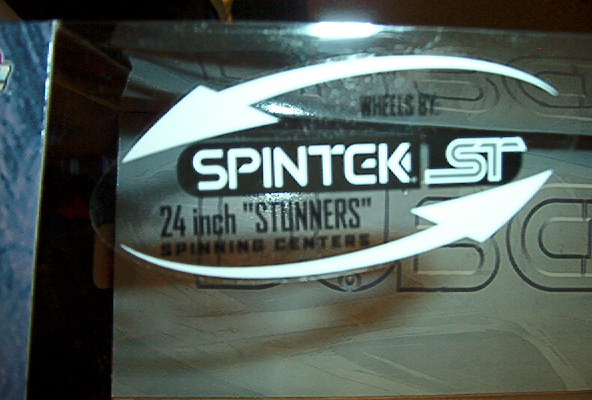 WHEELS BY:
SPINTEK ST
24 inch "STUNNERS"
SPINNING CENTERS